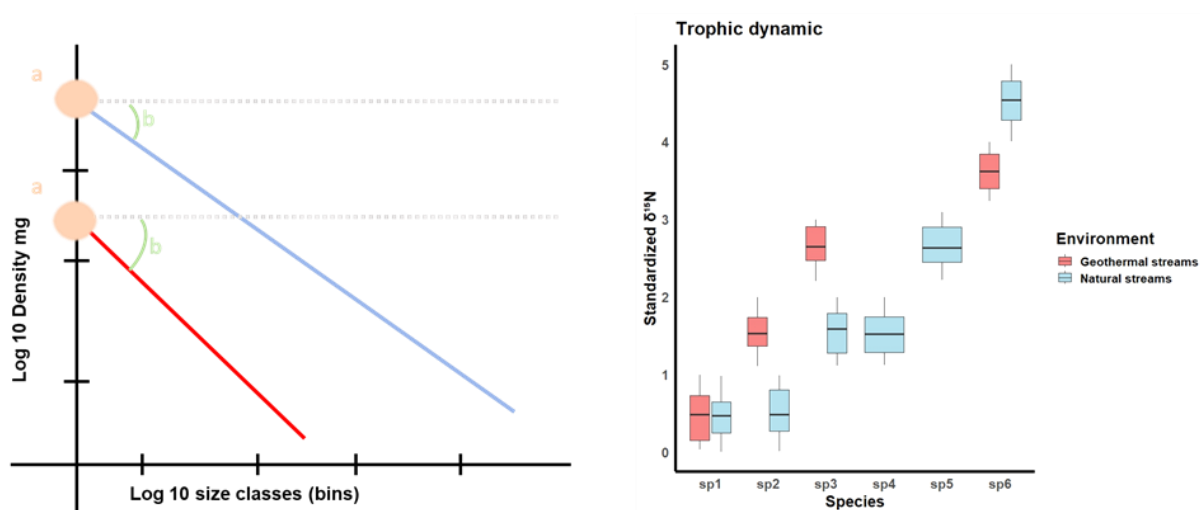 a
b
a
b
Log 10 Density mg
Log 10 size classes (bins)
Trophic dynamic
5
4
3
2
1
0
Standardized δ¹⁵N
sp1 sp2 sp3 sp4 sp5 sp6
Species
Environment
Geothermal streams
Natural streams